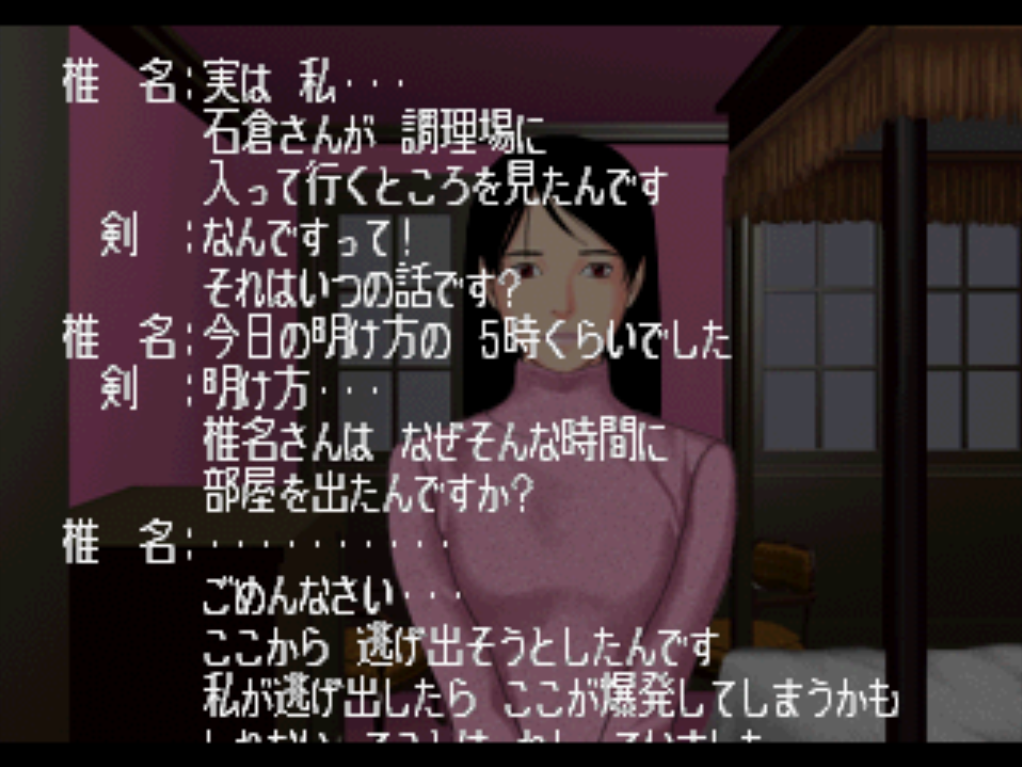 椎 名:実は 私・・・
石倉さんが 調理場に
入って行くところを見たんです
剣 :なんですって!
それはいつの話です?
椎 名:今日の明け方の 5時くらいでした
剣 :明け方・・・
椎名さんは なぜそんな時間に
部屋を出たんですか?
椎 名:・・・・・・・・・・
ごめんなさい・・・
ここから 逃げ出そうとしたんです
私が逃げ出したら ここが爆発してしまうかも